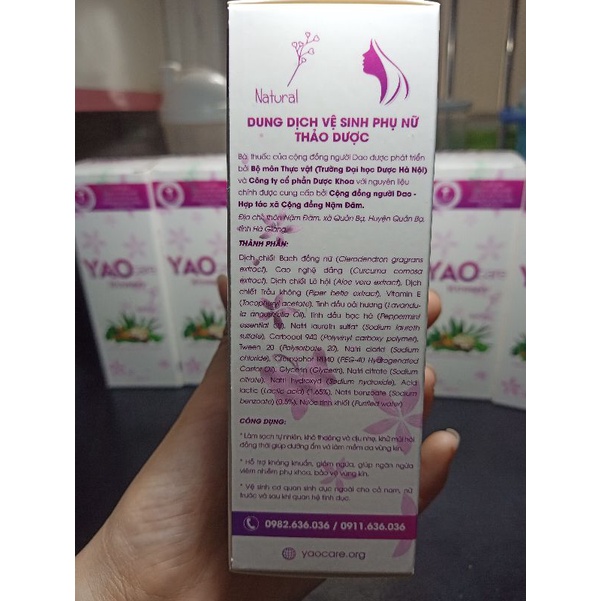 Natural
DUNG DỊCH VỆ SINH PHỤ NỮ
THẢO DƯỢC
Bài thuốc của cộng đồng người Dao được phát triển
bởi Bộ môn Thực vật (Trường Đại học Dược Hà Nội)
và Công ty cổ phần Dược Khoa với nguyên liệu
chính được cung cấp bởi Cộng đồng người Dao -
Hợp tác xã Cộng đồng Nặm Đăm.
Địa chỉ: thôn Nặm Đăm, xã Quản Bạ, Huyện Quản Bạ,
tỉnh Hà Giang.
THÀNH PHẦN:
Dịch chiết Bạch đồng nữ (Clerodendron gragrans
extract), Cao nghệ đắng (Curcuma comosa
extract), Dịch chiết Lô hội (Aloe vera extract), Dịch
chiết Trầu không (Piper betle extract), Vitamin E
(Tocopheryl acetate), Tinh dầu oải hương (Lavandu-
la angustifolia Oil), Tinh dầu bạc hà (Peppermint
essential oil), Natri laureth sulfat (Sodium laureth
sulfate), Carbopol 940 (Polyvinyl carboxy polymer),
Tween 20 (Polysorbate 20), Natri clorid (Sodium
chloride), Cremophor RH40 (PEG-40 Hydrogenated
Castor Oil), Glycerin (Glycerin), Natri citrate (Sodium
citrate), Natri hydroxyd (Sodium hydroxide), Acid
lactic (Lactic acid) (1,65%), Natri benzoate (Sodium
benzoate) (0.5%), Nước tinh khiết (Purified water)
CÔNG DỤNG:
* Làm sạch tự nhiên, khô thoáng và dịu nhẹ, khử mùi hôi
đồng thời giúp dưỡng ẩm và làm mềm da vùng kín.
* Hỗ trợ kháng khuẩn, giảm ngứa, giúp ngăn ngừa
viêm nhiễm phụ khoa, bảo vệ vùng kín.
* Vệ sinh cơ quan sinh dục ngoài cho cả nam, nữ
trước và sau khi quan hệ tình dục.
0982.636.036 / 0911.636.036
yaocare.org
YAO
YAO care
YAO
YAO care